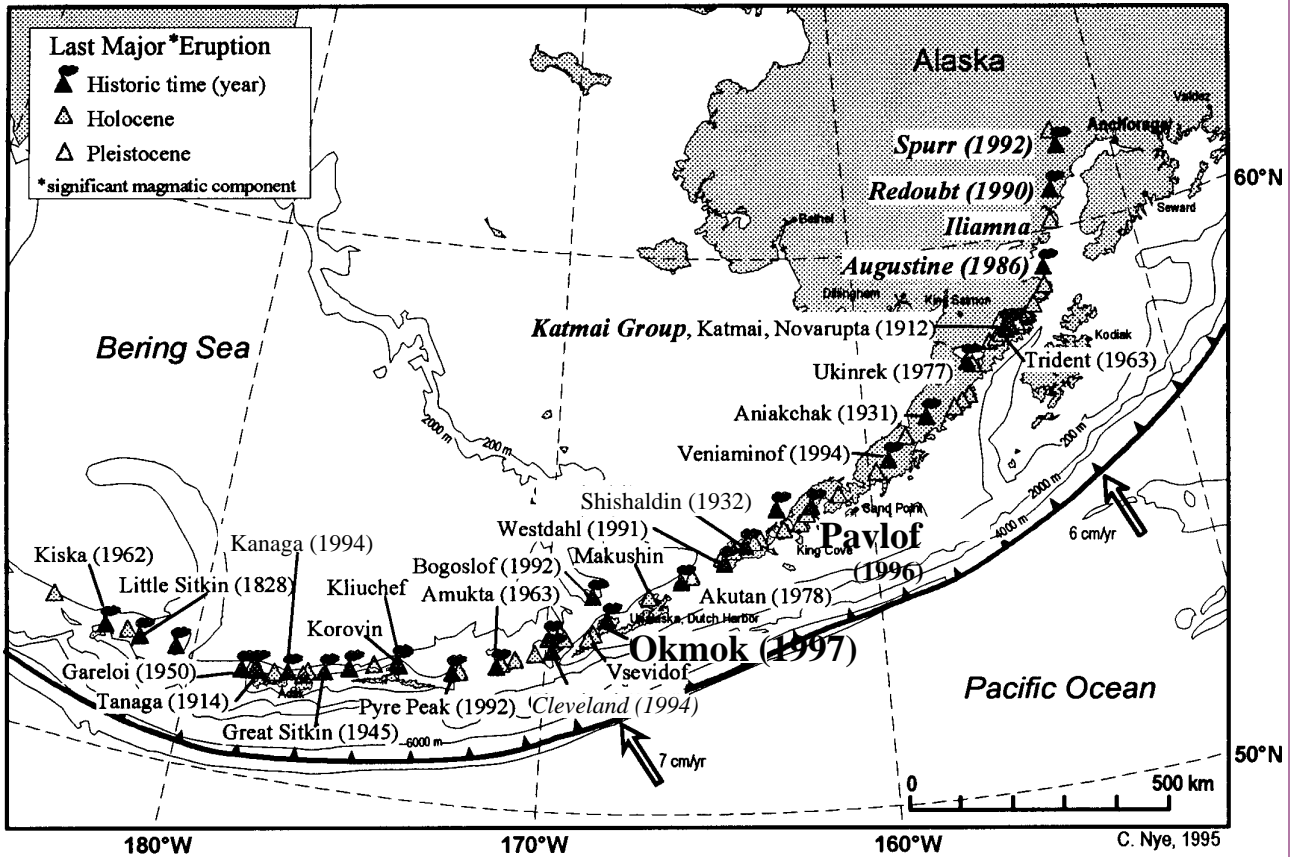 Last Major *Eruption
Historic time (year)
Holocene
Pleistocene
*significant magmatic component
Alaska
Valdez
Anchorage
Spurr (1992)
60°N
Redoubt (1990)
Seward
Iliamna
Bethel
Augustine (1986)
Dillingham
King Salmon
Katmai Group, Katmai, Novarupta (1912)
Kodiak
Bering Sea
Trident (1963)
Ukinrek (1977)
Aniakchak (1931)
2000 m
200 m
200 m
Veniaminof (1994)
2000 m
Shishaldin (1932)
Sand Point
6 cm/yr
4000 m
Westdahl (1991)
Pavlof
King Cove
(1996)
Kiska (1962)
Kanaga (1994)
Makushin
Bogoslof (1992)
Little Sitkin (1828)
Kliuchef
Amukta (1963)
Akutan (1978)
Unalaska, Dutch Harbor
Korovin
Okmok (1997)
Gareloi (1950)
Vsevidof
Pacific Ocean
Adak
Tanaga (1914)
Pyre Peak (1992)
Cleveland (1994)
Great Sitkin (1945)
6000 m
7 cm/yr
50°N
0
500 km
180°W
170°W
160°W
C. Nye, 1995